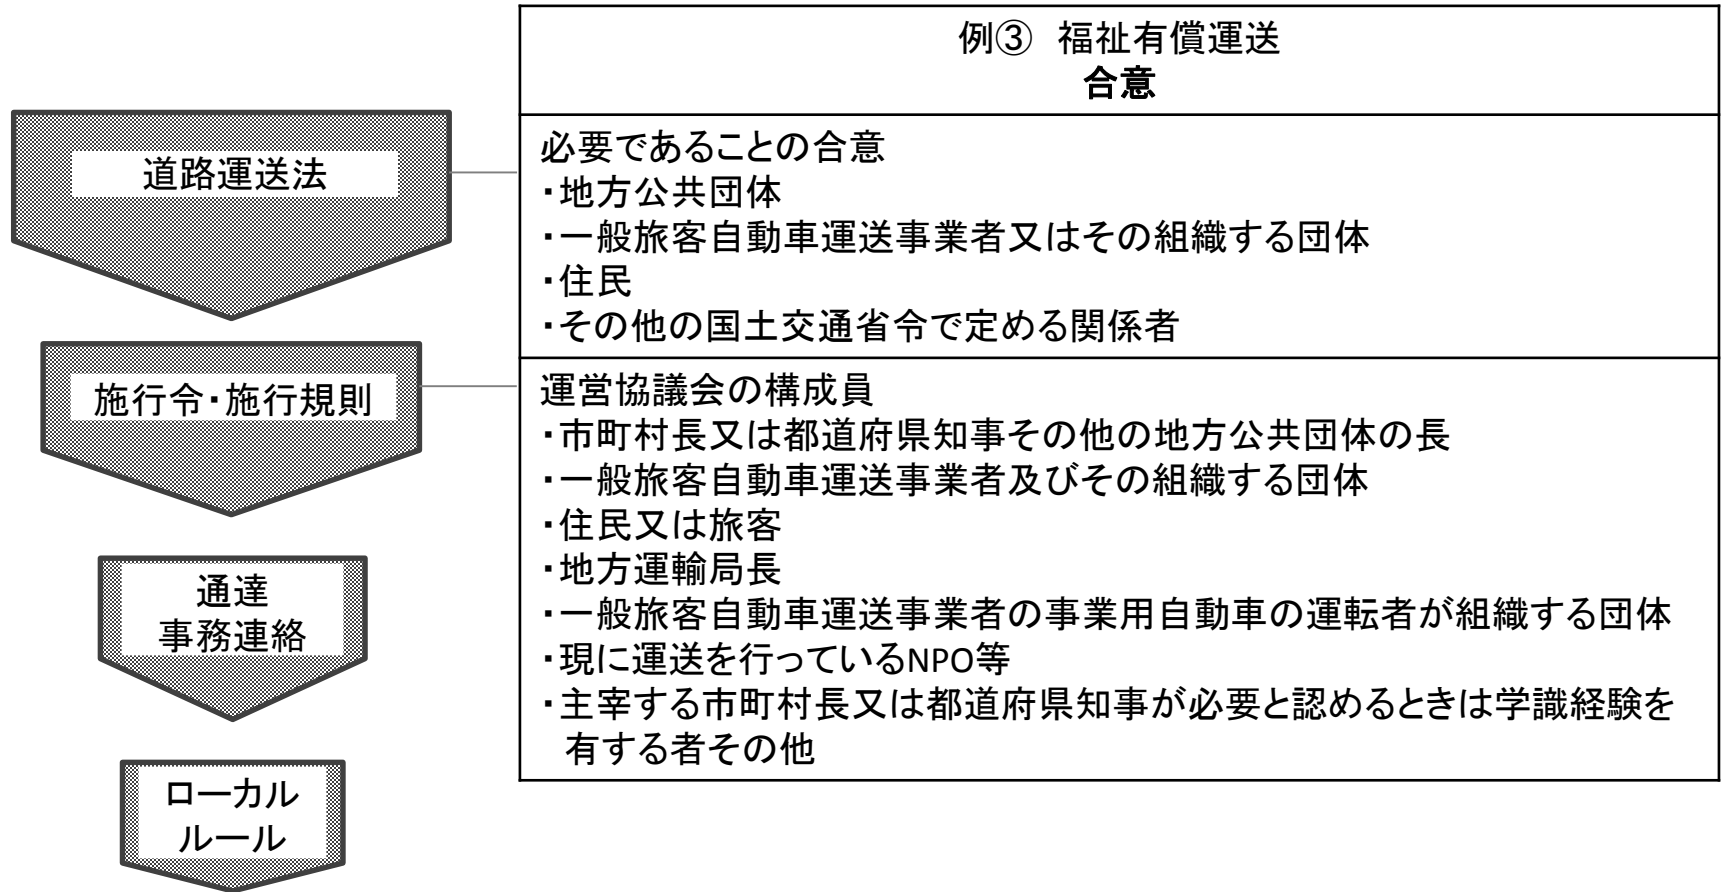 例③　福祉有償運送
合意
道路運送法
必要であることの合意
・地方公共団体
・一般旅客自動車運送事業者又はその組織する団体
・住民
・その他の国土交通省令で定める関係者
施行令・施行規則
運営協議会の構成員
・市町村長又は都道府県知事その他の地方公共団体の長
・一般旅客自動車運送事業者及びその組織する団体
・住民又は旅客
・地方運輸局長
・一般旅客自動車運送事業者の事業用自動車の運転者が組織する団体
・現に運送を行っているNPO等
・主宰する市町村長又は都道府県知事が必要と認めるときは学識経験を
有する者その他
通達
事務連絡
ローカル
ルール